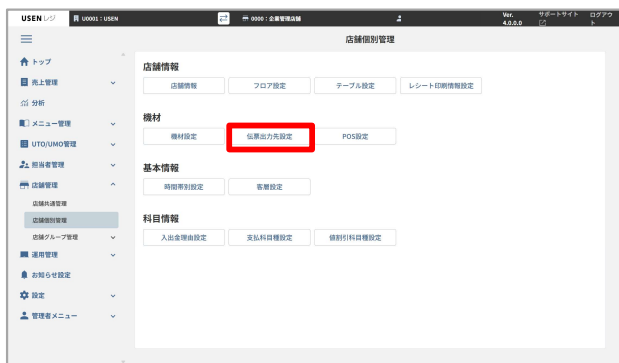 USEN レジ U0001：USEN 0000：企業管理店舗 Ver. 4.0.0.0 サポートサイト ログアウト
店舗個別管理
トップ
売上管理
分析
メニュー管理
UTO/UMO管理
担当者管理
店舗管理
店舗共通管理
店舗個別管理
店舗グループ管理
運用管理
お知らせ設定
設定
管理者メニュー
店舗情報
店舗情報 フロア設定 テーブル設定 レシート印刷情報設定
機材
機材設定 伝票出力先設定 POS設定
基本情報
時間帯別設定 客層設定
科目情報
入出金理由設定 支払科目種設定 値割引科目種設定